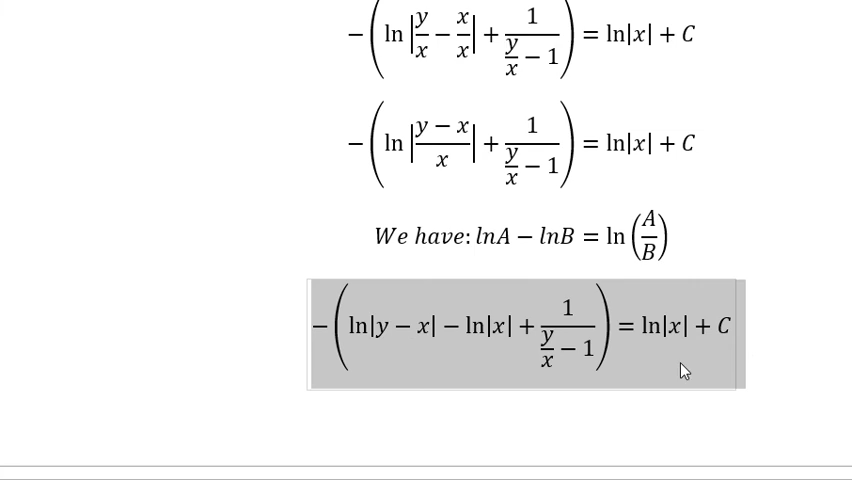 −(ln|y/x − x/x| + 1/(y/x − 1)) = ln|x| + C
−(ln|(y − x)/x| + 1/(y/x − 1)) = ln|x| + C
We have: lnA − lnB = ln(A/B)
−(ln|y − x| − ln|x| + 1/(y/x − 1)) = ln|x| + C